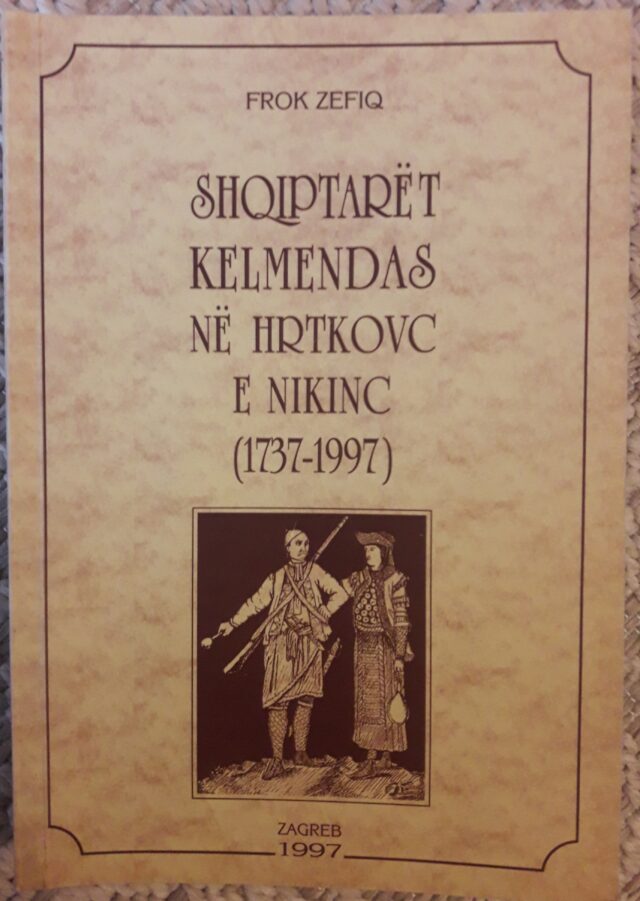 FROK ZEFIQ
SHQIPTARËT
KELMENDAS
NË HRTKOVC
E NIKINC
(1737-1997)
ZAGREB
1997